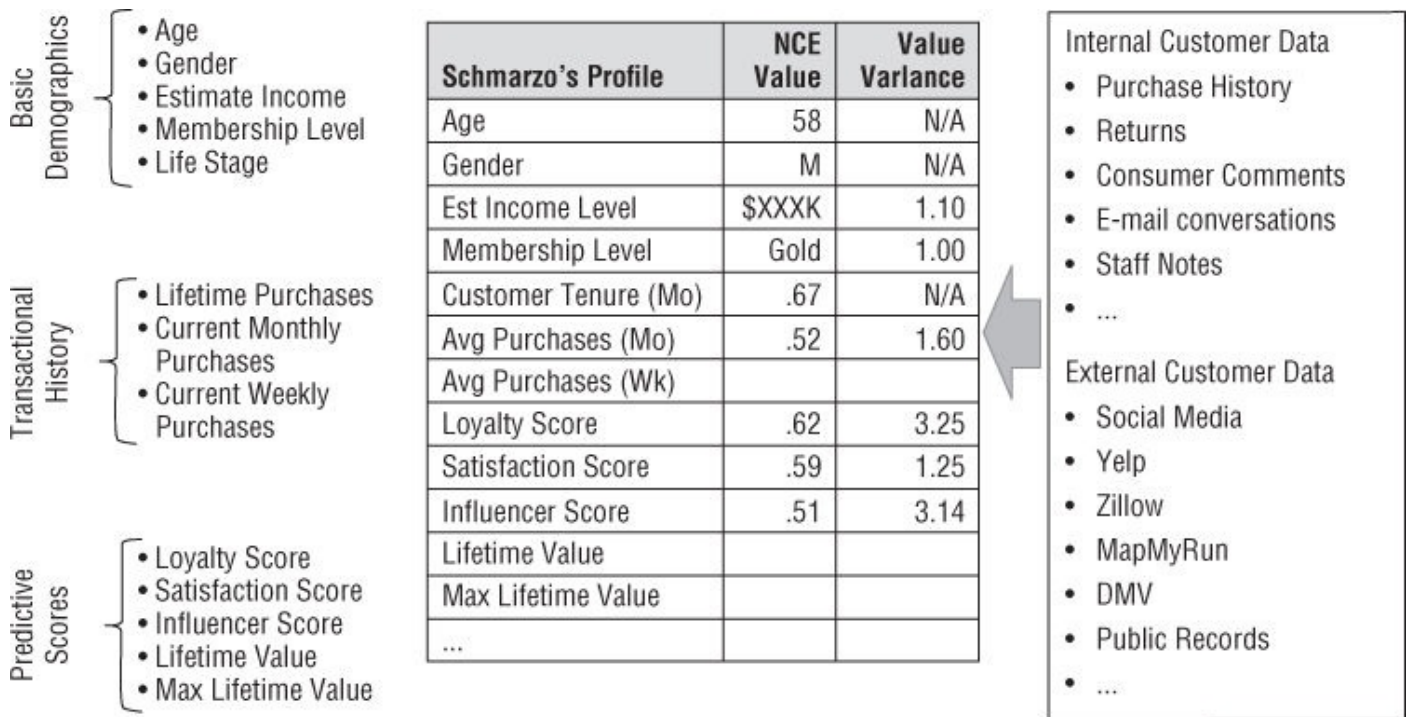 Basic
Demographics
• Age
• Gender
• Estimate Income
• Membership Level
• Life Stage
Transactional
History
• Lifetime Purchases
• Current Monthly
Purchases
• Current Weekly
Purchases
Predictive
Scores
• Loyalty Score
• Satisfaction Score
• Influencer Score
• Lifetime Value
• Max Lifetime Value
Schmarzo's Profile NCE Value Value Varlance
Age 58 N/A
Gender M N/A
Est Income Level $XXXK 1.10
Membership Level Gold 1.00
Customer Tenure (Mo) .67 N/A
Avg Purchases (Mo) .52 1.60
Avg Purchases (Wk)
Loyalty Score .62 3.25
Satisfaction Score .59 1.25
Influencer Score .51 3.14
Lifetime Value
Max Lifetime Value
...
Internal Customer Data
• Purchase History
• Returns
• Consumer Comments
• E-mail conversations
• Staff Notes
• ...
External Customer Data
• Social Media
• Yelp
• Zillow
• MapMyRun
• DMV
• Public Records
• ...